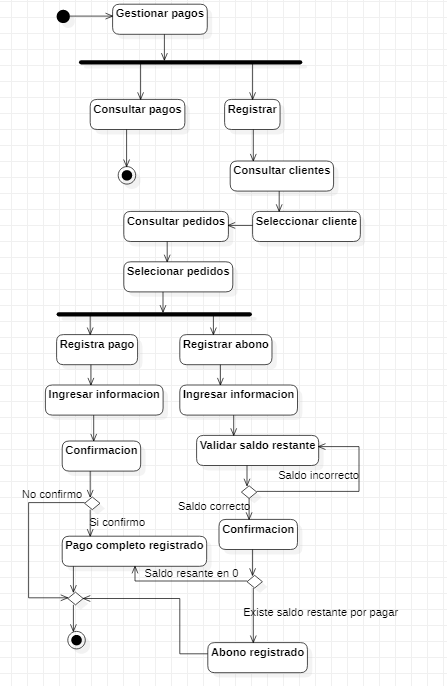 Gestionar pagos
Consultar pagos
Registrar
Consultar clientes
Consultar pedidos
Seleccionar cliente
Selecionar pedidos
Registra pago
Registrar abono
Ingresar informacion
Ingresar informacion
Confirmacion
Validar saldo restante
Saldo incorrecto
No confirmo
Saldo correcto
Si confirmo
Confirmacion
Pago completo registrado
Saldo resante en 0
Existe saldo restante por pagar
Abono registrado